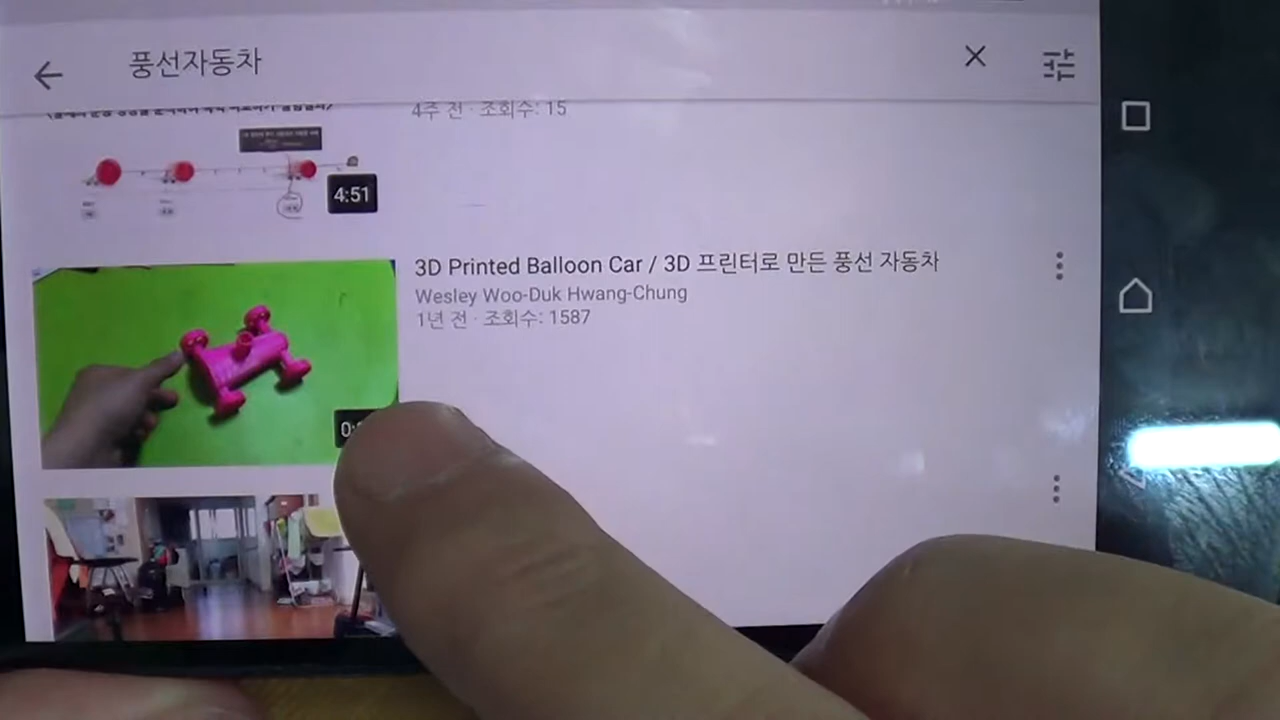 풍선자동차
4주 전 · 조회수: 15
4:51
3D Printed Balloon Car / 3D 프린터로 만든 풍선 자동차
Wesley Woo-Duk Hwang-Chung
1년 전 · 조회수: 1587